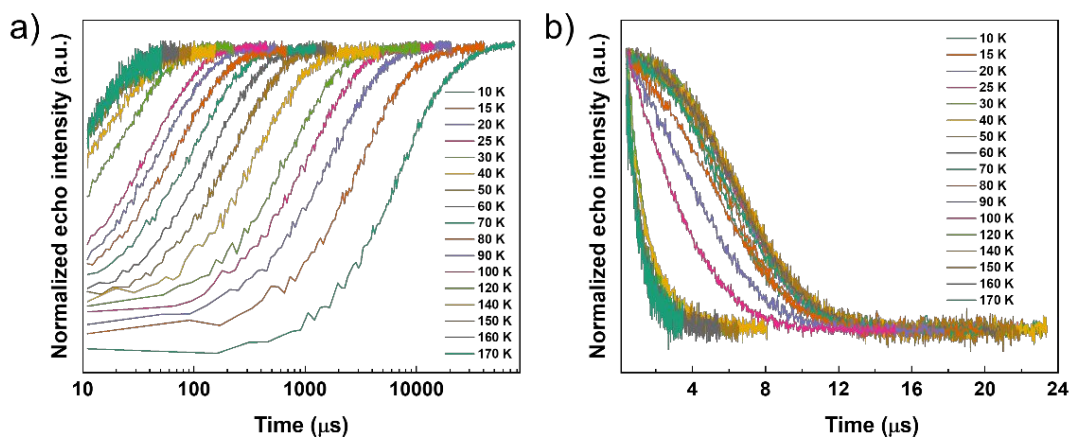 a)
Normalized echo intensity (a.u.)
10 K
15 K
20 K
25 K
30 K
40 K
50 K
60 K
70 K
80 K
90 K
100 K
120 K
140 K
150 K
160 K
170 K
10 100 1000 10000
Time (μs)
b)
Normalized echo intensity (a.u.)
10 K
15 K
20 K
25 K
30 K
40 K
50 K
60 K
70 K
80 K
90 K
100 K
120 K
140 K
150 K
160 K
170 K
4 8 12 16 20 24
Time (μs)